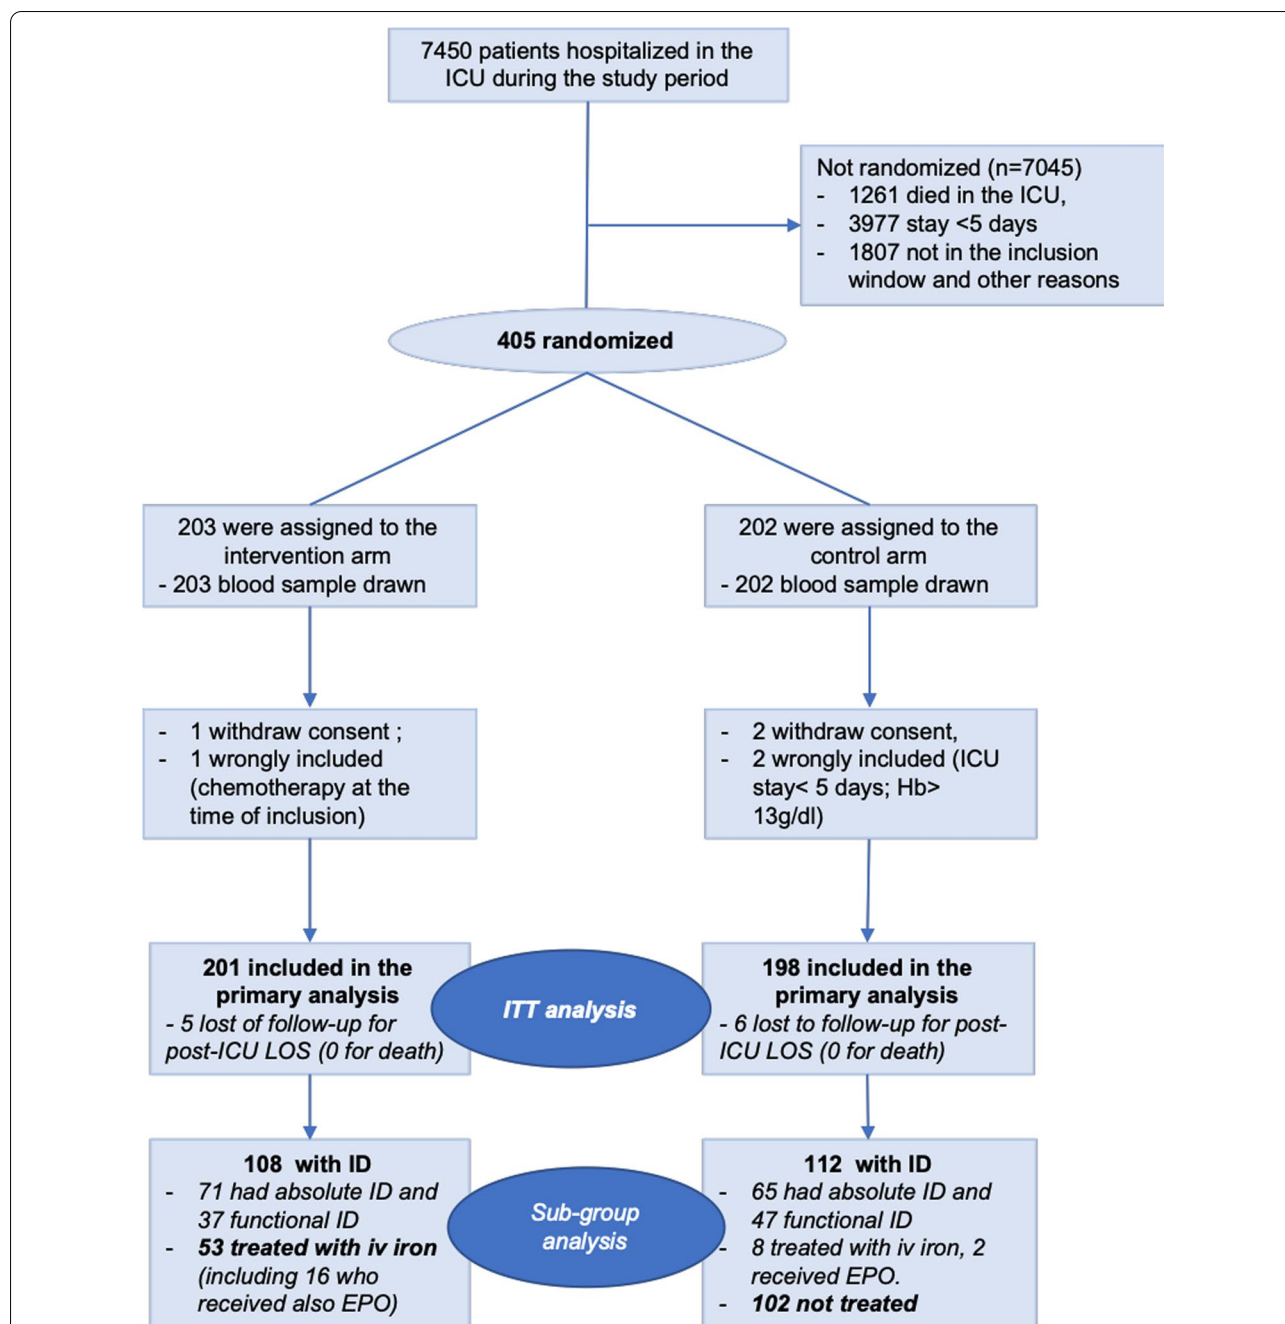 7450 patients hospitalized in the
ICU during the study period
Not randomized (n=7045)
- 1261 died in the ICU,
- 3977 stay <5 days
- 1807 not in the inclusion
window and other reasons
405 randomized
203 were assigned to the
intervention arm
- 203 blood sample drawn
202 were assigned to the
control arm
- 202 blood sample drawn
- 1 withdraw consent ;
- 1 wrongly included
(chemotherapy at the
time of inclusion)
- 2 withdraw consent,
- 2 wrongly included (ICU
stay< 5 days; Hb>
13g/dl)
201 included in the
primary analysis
- 5 lost of follow-up for
post-ICU LOS (0 for death)
ITT analysis
198 included in the
primary analysis
- 6 lost to follow-up for post-
ICU LOS (0 for death)
108 with ID
- 71 had absolute ID and
37 functional ID
- 53 treated with iv iron
(including 16 who
received also EPO)
Sub-group
analysis
112 with ID
- 65 had absolute ID and
47 functional ID
- 8 treated with iv iron, 2
received EPO.
- 102 not treated